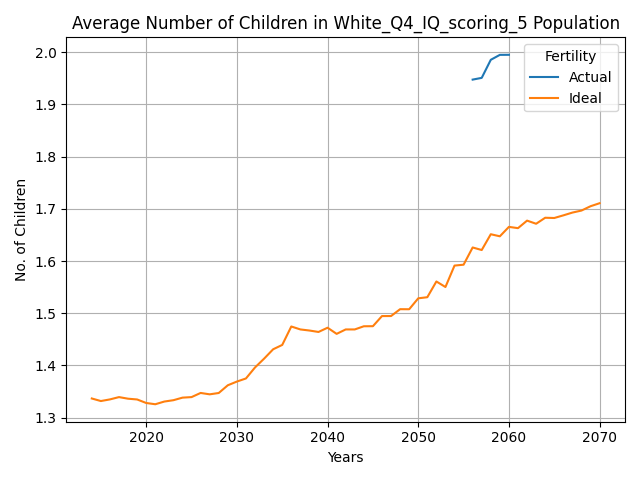 Average Number of Children in White_Q4_IQ_scoring_5 Population
Fertility
Actual
Ideal
No. of Children
2.0
1.9
1.8
1.7
1.6
1.5
1.4
1.3
2020 2030 2040 2050 2060 2070
Years